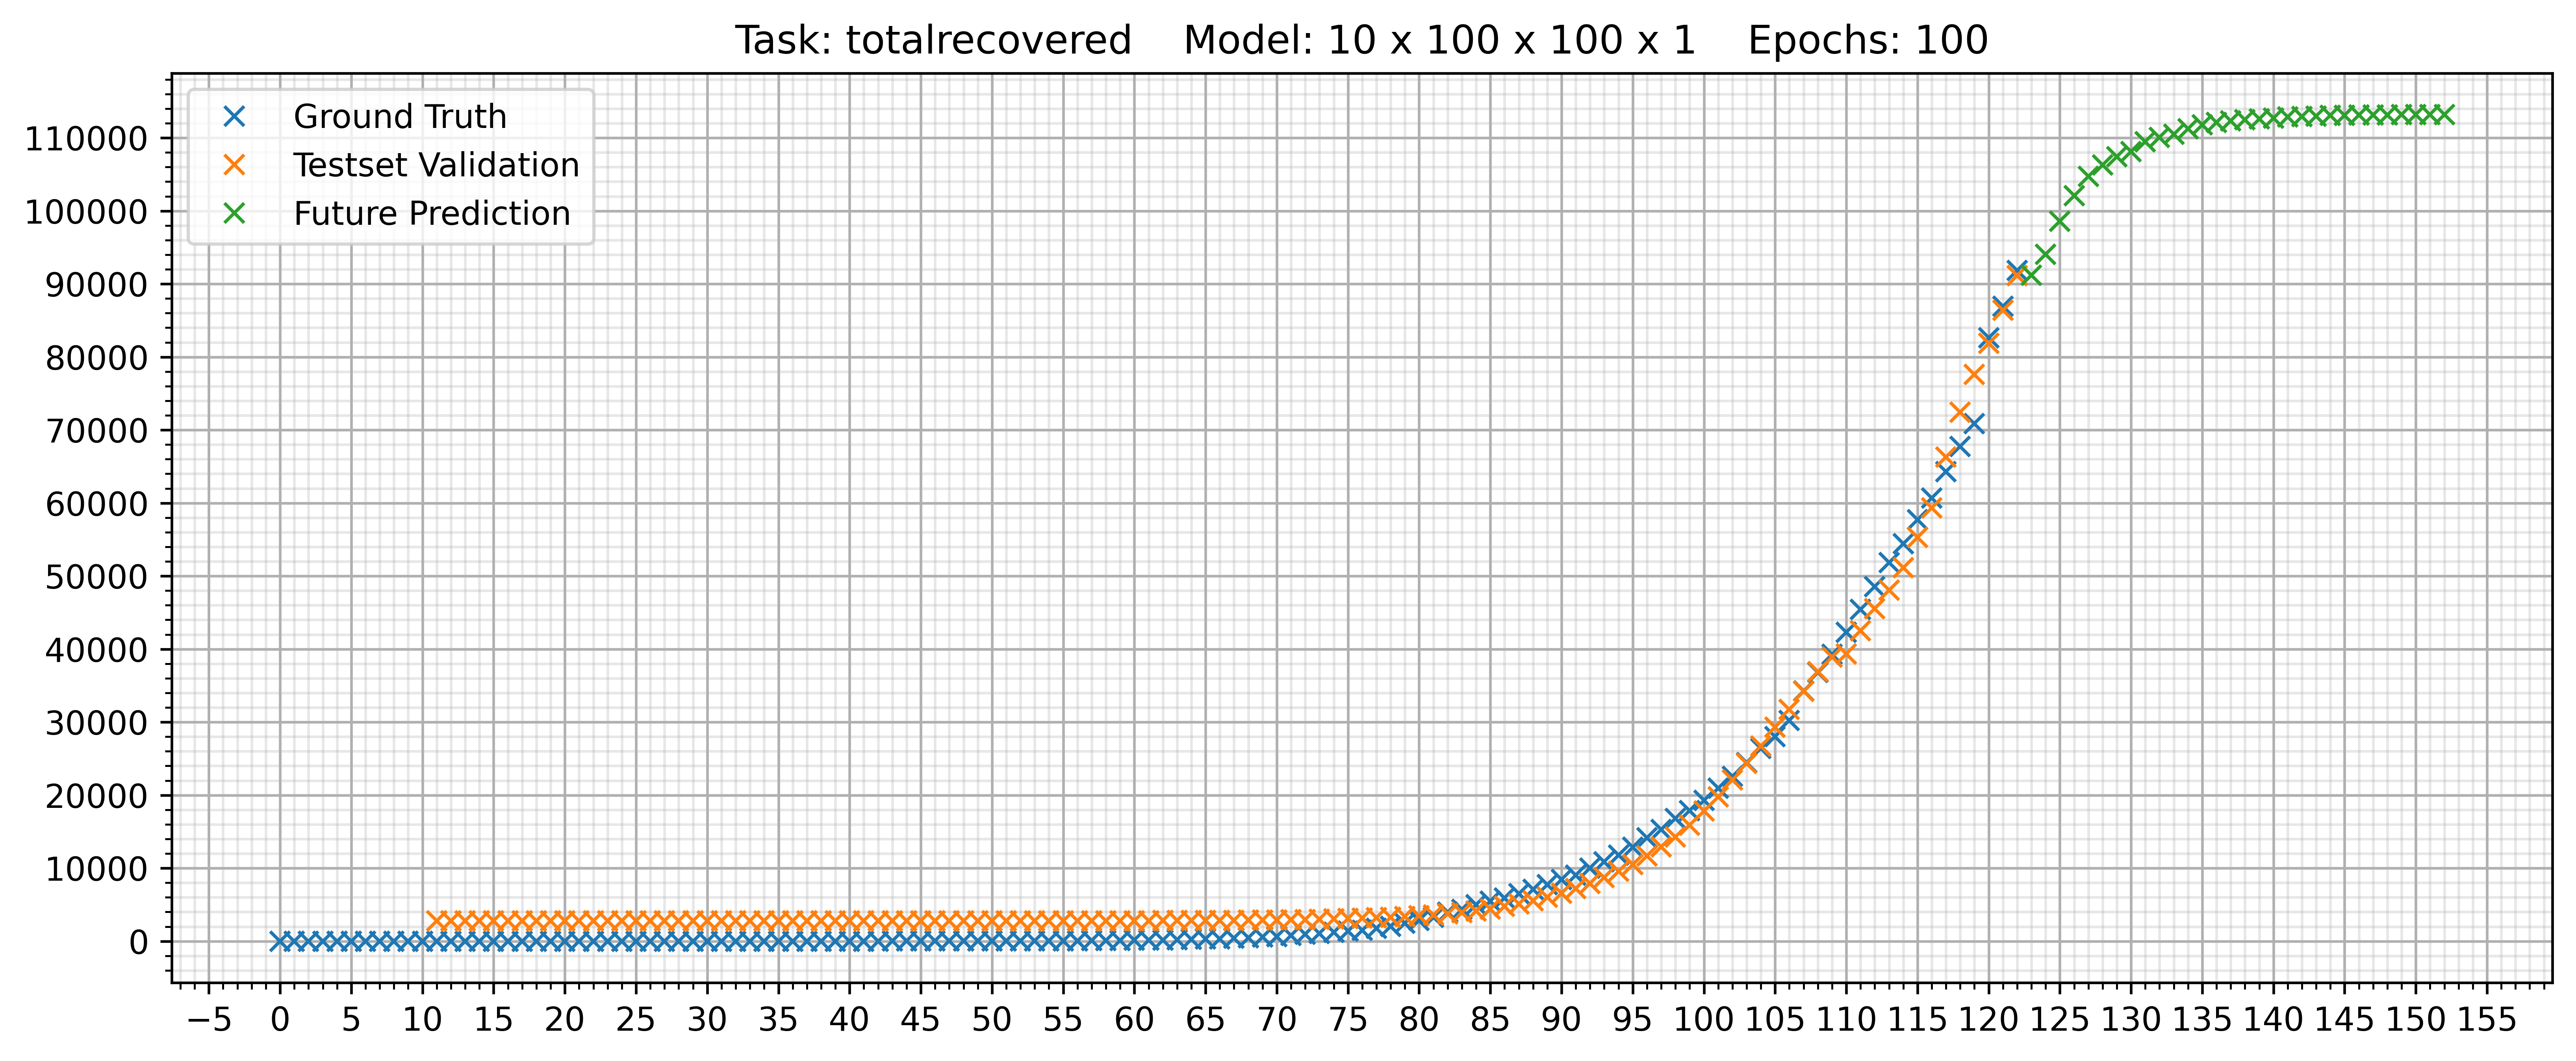 Task: totalrecovered    Model: 10 x 100 x 100 x 1    Epochs: 100
Ground Truth
Testset Validation
Future Prediction
110000
100000
90000
80000
70000
60000
50000
40000
30000
20000
10000
0
−5 0 5 10 15 20 25 30 35 40 45 50 55 60 65 70 75 80 85 90 95 100 105 110 115 120 125 130 135 140 145 150 155